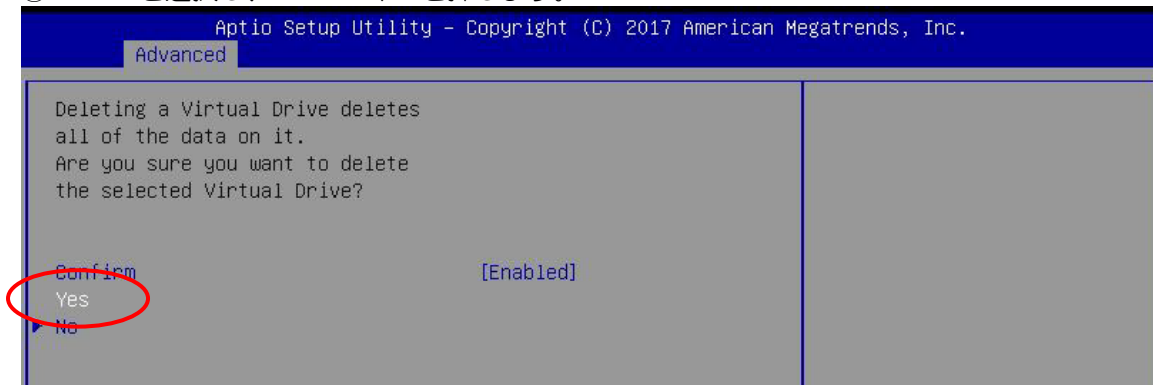 Aptio Setup Utility – Copyright (C) 2017 American Megatrends, Inc.
Advanced
Deleting a Virtual Drive deletes
all of the data on it.
Are you sure you want to delete
the selected Virtual Drive?
Confirm [Enabled]
Yes
No